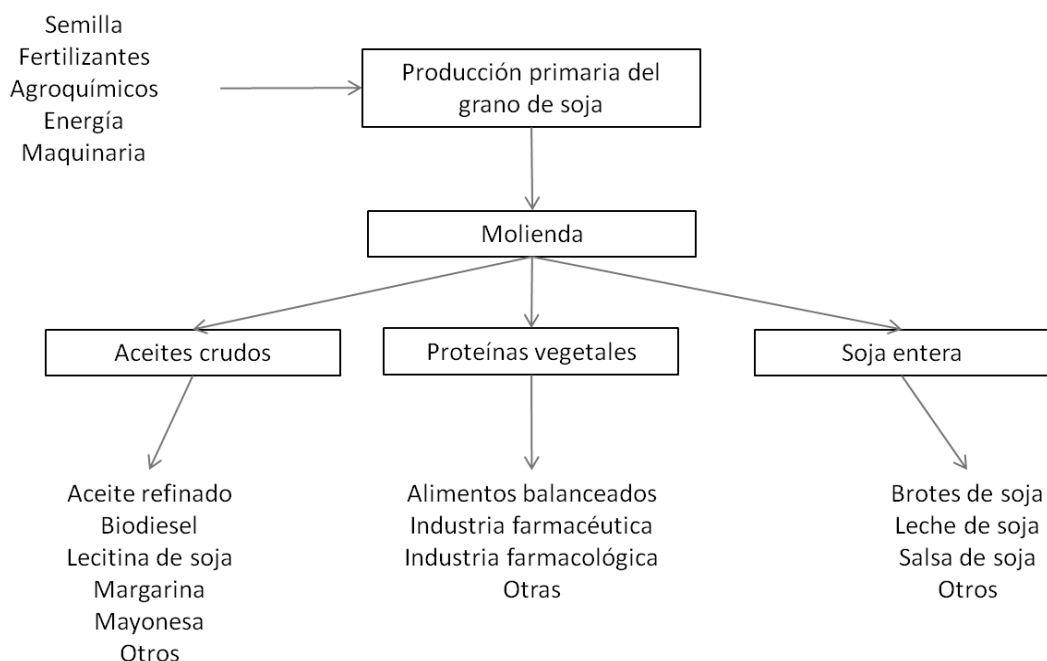 Semilla
Fertilizantes
Agroquímicos
Energía
Maquinaria
Producción primaria del
grano de soja
Molienda
Aceites crudos
Proteínas vegetales
Soja entera
Aceite refinado
Biodiesel
Lecitina de soja
Margarina
Mayonesa
Otros
Alimentos balanceados
Industria farmacéutica
Industria farmacológica
Otras
Brotes de soja
Leche de soja
Salsa de soja
Otros